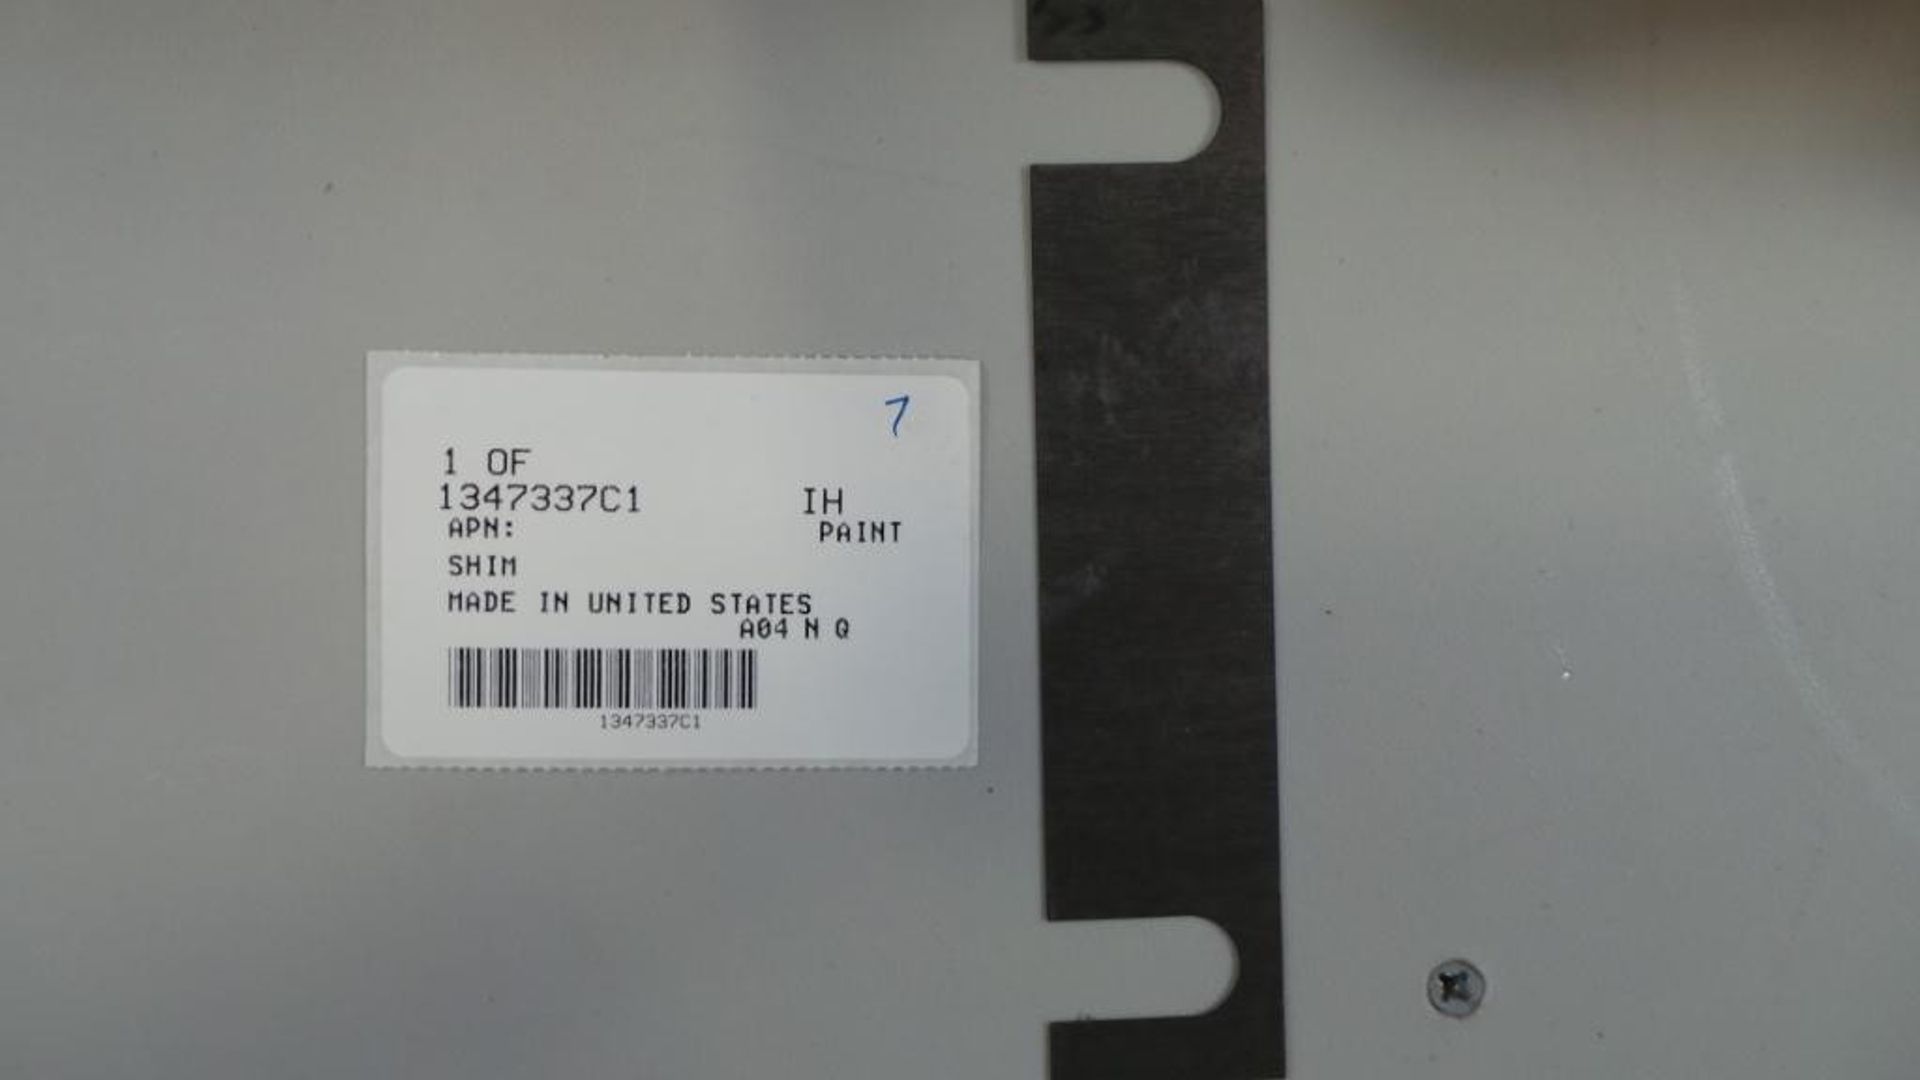 7
1 OF
1347337C1 IH
APN: PAINT
SHIM
MADE IN UNITED STATES
A04 N Q
1347337C1